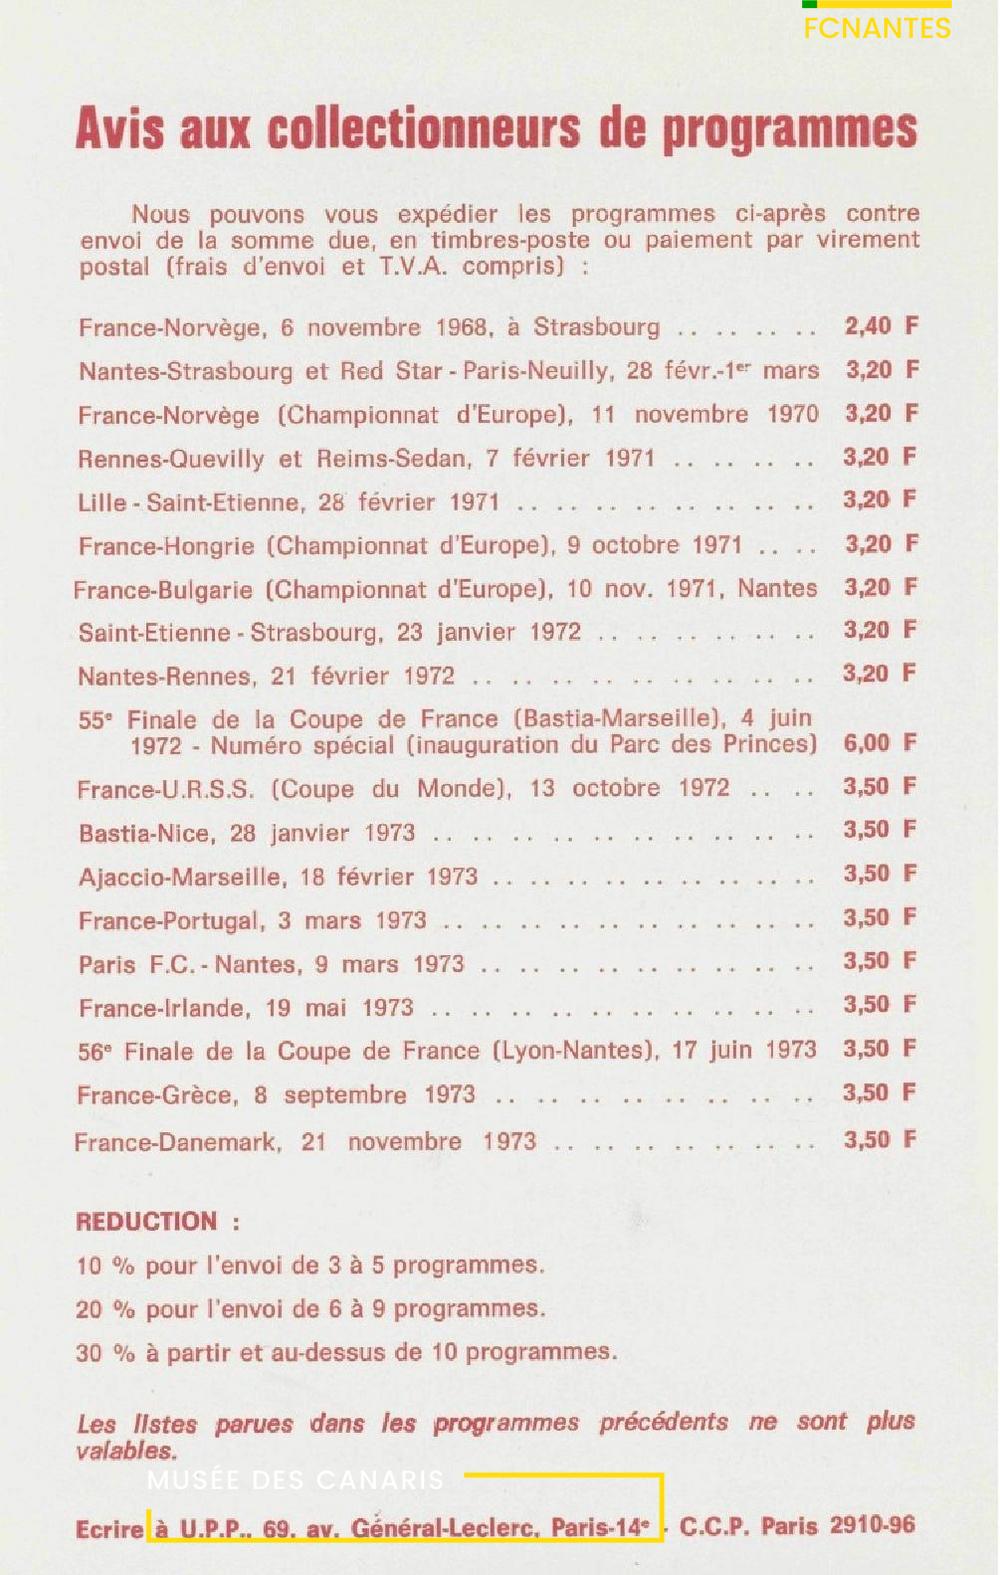 FCNANTES
Avis aux collectionneurs de programmes
Nous pouvons vous expédier les programmes ci-après contre
envoi de la somme due, en timbres-poste ou paiement par virement
postal (frais d'envoi et T.V.A. compris) :
France-Norvège, 6 novembre 1968, à Strasbourg . . . . . . . . 2,40 F
Nantes-Strasbourg et Red Star - Paris-Neuilly, 28 févr.-1er mars 3,20 F
France-Norvège (Championnat d'Europe), 11 novembre 1970 3,20 F
Rennes-Quevilly et Reims-Sedan, 7 février 1971 . . . . . . . . 3,20 F
Lille - Saint-Etienne, 28 février 1971 . . . . . . . . . . . . . . . 3,20 F
France-Hongrie (Championnat d'Europe), 9 octobre 1971 . . . . 3,20 F
France-Bulgarie (Championnat d'Europe), 10 nov. 1971, Nantes 3,20 F
Saint-Etienne - Strasbourg, 23 janvier 1972 . . . . . . . . . . . 3,20 F
Nantes-Rennes, 21 février 1972 . . . . . . . . . . . . . . . . . 3,20 F
55e Finale de la Coupe de France (Bastia-Marseille), 4 juin
1972 - Numéro spécial (inauguration du Parc des Princes) 6,00 F
France-U.R.S.S. (Coupe du Monde), 13 octobre 1972 . . . . 3,50 F
Bastia-Nice, 28 janvier 1973 . . . . . . . . . . . . . . . . . . . 3,50 F
Ajaccio-Marseille, 18 février 1973 . . . . . . . . . . . . . . . . 3,50 F
France-Portugal, 3 mars 1973 . . . . . . . . . . . . . . . . . . 3,50 F
Paris F.C. - Nantes, 9 mars 1973 . . . . . . . . . . . . . . . . 3,50 F
France-Irlande, 19 mai 1973 . . . . . . . . . . . . . . . . . . . 3,50 F
56e Finale de la Coupe de France (Lyon-Nantes), 17 juin 1973 3,50 F
France-Grèce, 8 septembre 1973 . . . . . . . . . . . . . . . 3,50 F
France-Danemark, 21 novembre 1973 . . . . . . . . . . . . . 3,50 F
REDUCTION :
10 % pour l'envoi de 3 à 5 programmes.
20 % pour l'envoi de 6 à 9 programmes.
30 % à partir et au-dessus de 10 programmes.
Les listes parues dans les programmes précédents ne sont plus
valables.
MUSÉE DES CANARIS
Ecrire à U.P.P., 69, av. Général-Leclerc, Paris-14e - C.C.P. Paris 2910-96